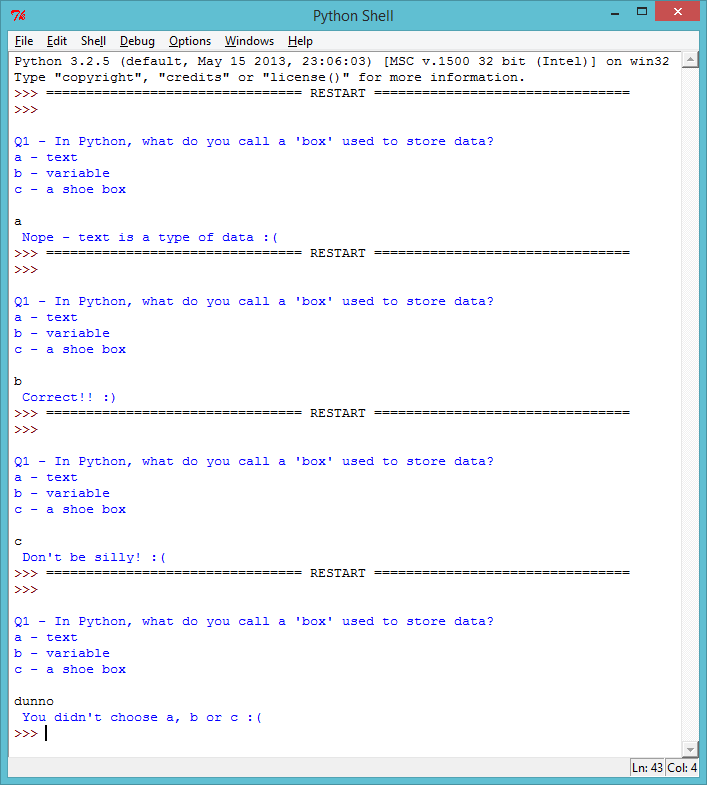 Python Shell
File Edit Shell Debug Options Windows Help
Python 3.2.5 (default, May 15 2013, 23:06:03) [MSC v.1500 32 bit (Intel)] on win32
Type "copyright", "credits" or "license()" for more information.
>>> ================================ RESTART ================================
>>>
Q1 - In Python, what do you call a 'box' used to store data?
a - text
b - variable
c - a shoe box
a
Nope - text is a type of data :(
>>> ================================ RESTART ================================
>>>
Q1 - In Python, what do you call a 'box' used to store data?
a - text
b - variable
c - a shoe box
b
Correct!! :)
>>> ================================ RESTART ================================
>>>
Q1 - In Python, what do you call a 'box' used to store data?
a - text
b - variable
c - a shoe box
c
Don't be silly! :(
>>> ================================ RESTART ================================
>>>
Q1 - In Python, what do you call a 'box' used to store data?
a - text
b - variable
c - a shoe box
dunno
You didn't choose a, b or c :(
>>>
Ln: 43 Col: 4